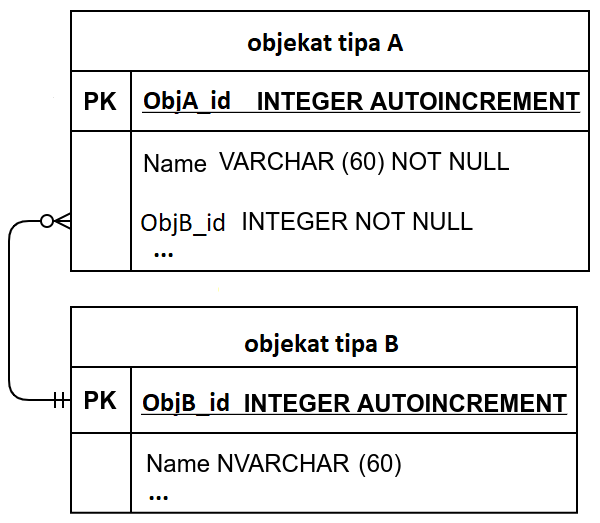 objekat tipa A
PK ObjA_id INTEGER AUTOINCREMENT
Name VARCHAR (60) NOT NULL
ObjB_id INTEGER NOT NULL
...
objekat tipa B
PK ObjB_id INTEGER AUTOINCREMENT
Name NVARCHAR (60)
...